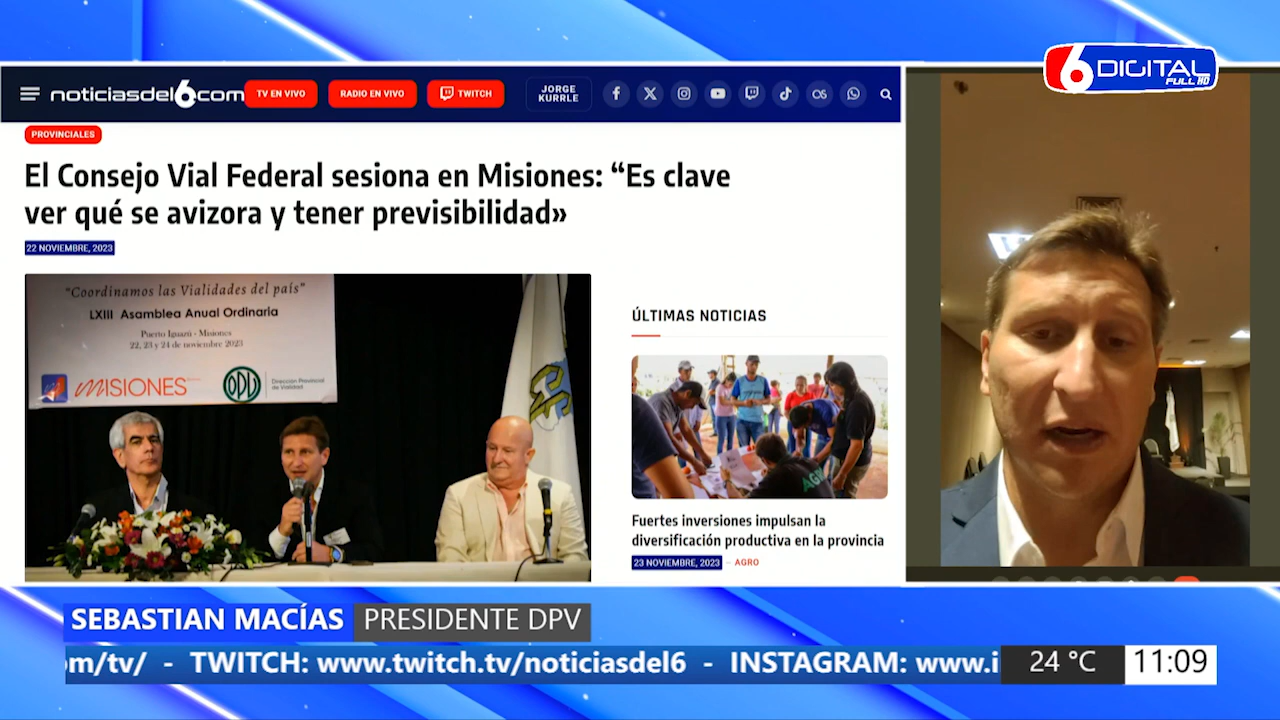 6 DIGITAL
FULL HD
noticiasdel6.com
TV EN VIVO
RADIO EN VIVO
TWITCH
JORGE
KURRLE
PROVINCIALES
El Consejo Vial Federal sesiona en Misiones: “Es clave
ver qué se avizora y tener previsibilidad»
22 NOVIEMBRE, 2023
“Coordinamos las Vialidades del país”
LXIII Asamblea Anual Ordinaria
Puerto Iguazú - Misiones
22, 23 y 24 de noviembre 2023
MISIONES
DPV
Dirección Provincial
de Vialidad
ÚLTIMAS NOTICIAS
Fuertes inversiones impulsan la
diversificación productiva en la provincia
23 NOVIEMBRE, 2023 - AGRO
SEBASTIAN MACÍAS PRESIDENTE DPV
om/tv/ - TWITCH: www.twitch.tv/noticiasdel6 - INSTAGRAM: www.i
24 °C 11:09